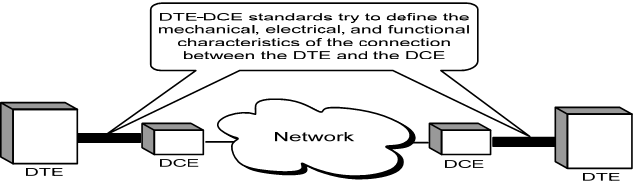 DTE-DCE standards try to define the
mechanical, electrical, and functional
characteristics of the connection
between the DTE and the DCE
Network
DTE
DCE
DCE
DTE